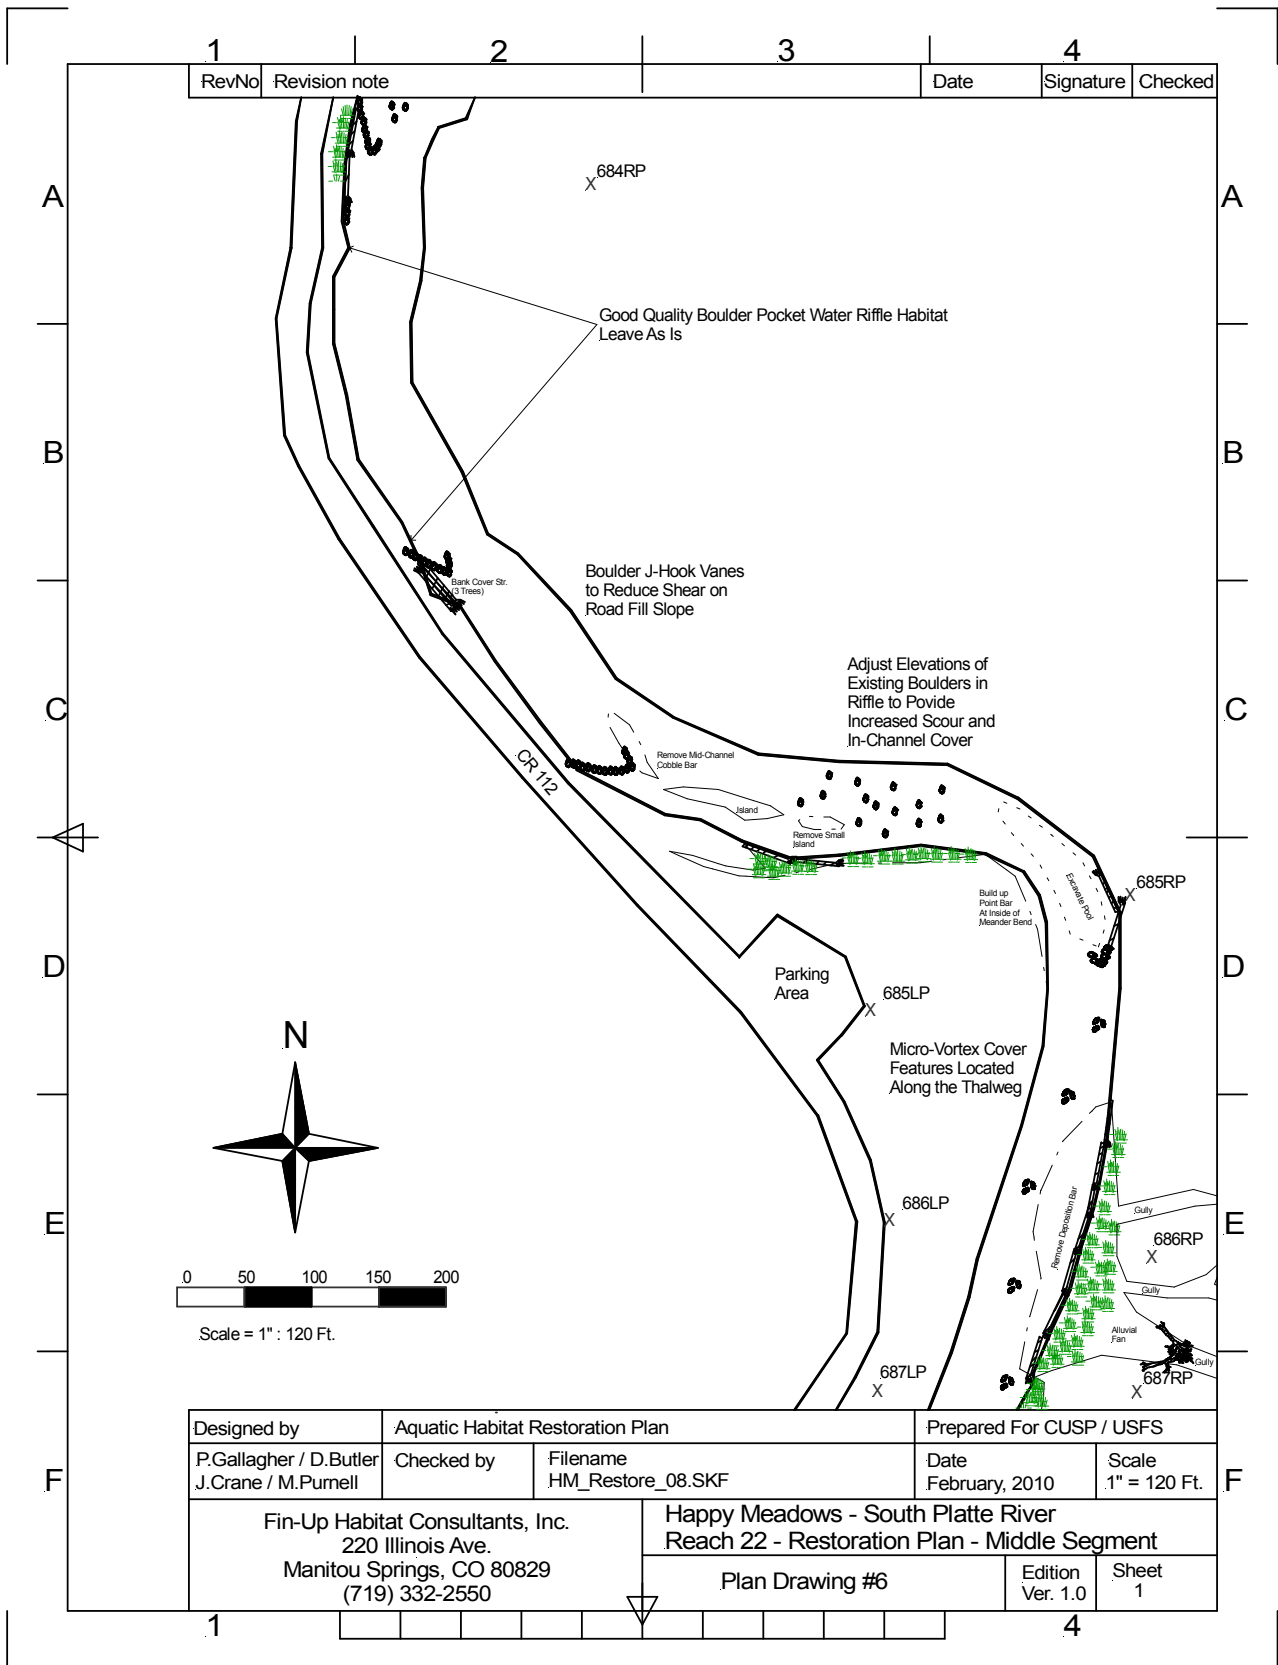 1 2 3 4
RevNo Revision note Date Signature Checked
A A
684RP
Good Quality Boulder Pocket Water Riffle Habitat
Leave As Is
B B
Bank Cover Str.
(3 Trees)
Boulder J-Hook Vanes
to Reduce Shear on
Road Fill Slope
Adjust Elevations of
Existing Boulders in
Riffle to Povide
Increased Scour and
In-Channel Cover
C C
Remove Mid-Channel
Cobble Bar
CR 112
Island
Remove Small
Island
Excavate Pool
685RP
Build up
Point Bar
At Inside of
Meander Bend
D D
Parking
Area
685LP
Micro-Vortex Cover
Features Located
Along the Thalweg
N
Remove Deposition Bar
Gully
E E
686LP
686RP
0 50 100 150 200
Gully
Scale = 1" : 120 Ft.
Alluvial
Fan
Gully
687LP
687RP
Designed by Aquatic Habitat Restoration Plan Prepared For CUSP / USFS
P.Gallagher / D.Butler
J.Crane / M.Purnell
Checked by
Filename
HM_Restore_08.SKF
Date
February, 2010
Scale
1" = 120 Ft.
F F
Fin-Up Habitat Consultants, Inc.
220 Illinois Ave.
Manitou Springs, CO 80829
(719) 332-2550
Happy Meadows - South Platte River
Reach 22 - Restoration Plan - Middle Segment
Plan Drawing #6
Edition
Ver. 1.0
Sheet
1
1 4